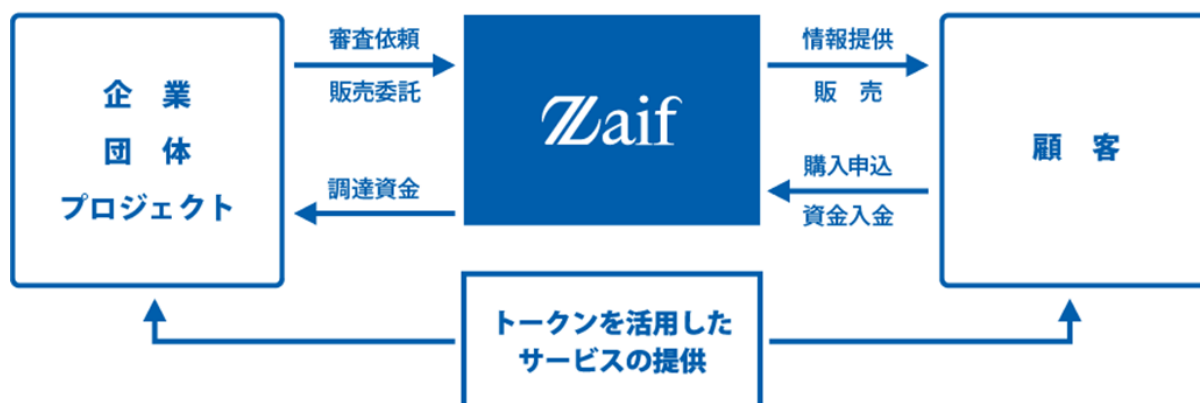 企　業
団　体
プロジェクト
審査依頼
販売委託
調達資金
Zaif
情報提供
販　売
購入申込
資金入金
顧　客
トークンを活用した
サービスの提供